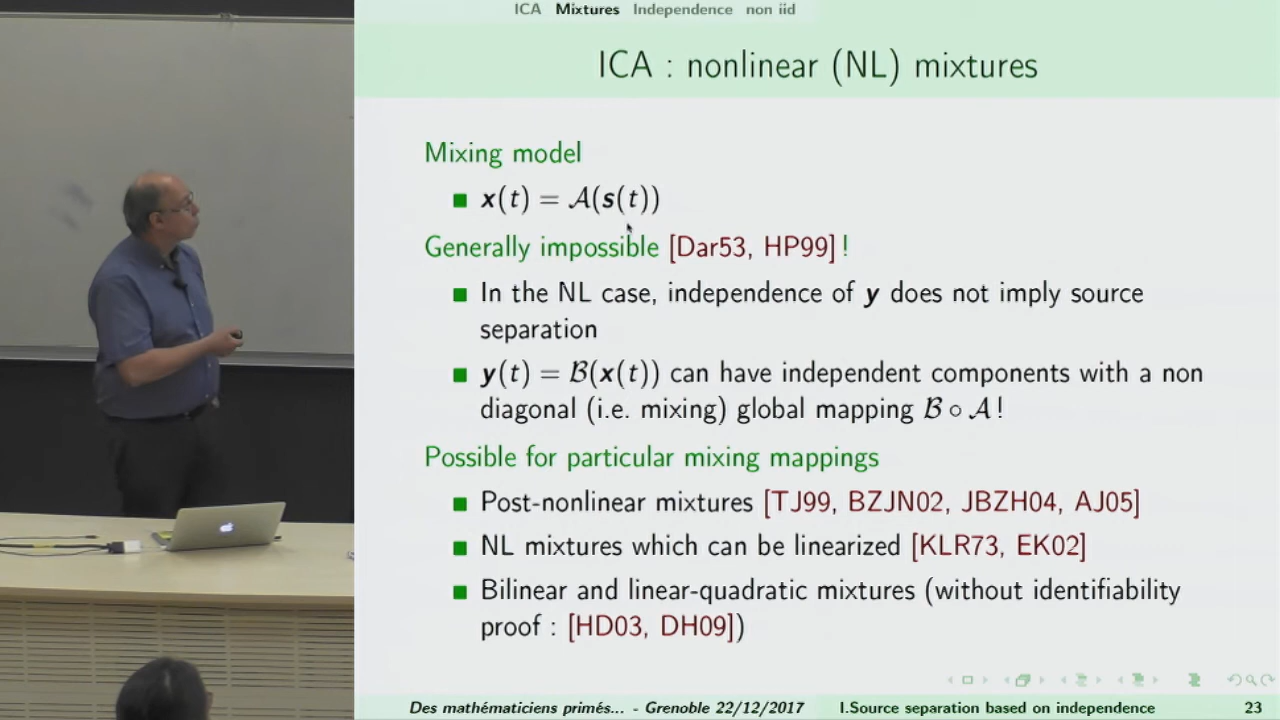 ICA Mixtures Independence non iid
ICA : nonlinear (NL) mixtures
Mixing model
x(t) = 𝒜(s(t))
Generally impossible [Dar53, HP99] !
In the NL case, independence of y does not imply source
separation
y(t) = ℬ(x(t)) can have independent components with a non
diagonal (i.e. mixing) global mapping ℬ ∘ 𝒜 !
Possible for particular mixing mappings
Post-nonlinear mixtures [TJ99, BZJN02, JBZH04, AJ05]
NL mixtures which can be linearized [KLR73, EK02]
Bilinear and linear-quadratic mixtures (without identifiability
proof : [HD03, DH09])
Des mathématiciens primés... - Grenoble 22/12/2017 I.Source separation based on independence 23